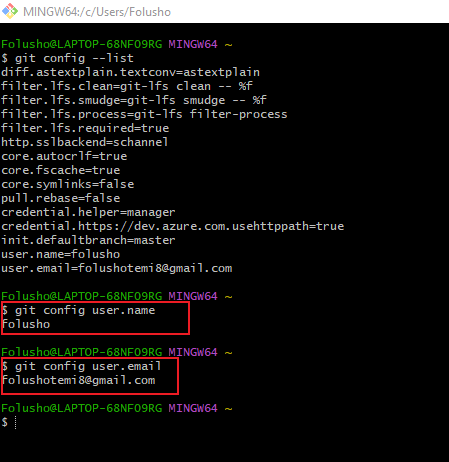 MINGW64:/c/Users/Folusho
Folusho@LAPTOP-68NFO9RG MINGW64 ~
$ git config --list
diff.astextplain.textconv=astextplain
filter.lfs.clean=git-lfs clean -- %f
filter.lfs.smudge=git-lfs smudge -- %f
filter.lfs.process=git-lfs filter-process
filter.lfs.required=true
http.sslbackend=schannel
core.autocrlf=true
core.fscache=true
core.symlinks=false
pull.rebase=false
credential.helper=manager
credential.https://dev.azure.com.usehttppath=true
init.defaultbranch=master
user.name=folusho
user.email=folushotemi8@gmail.com
Folusho@LAPTOP-68NFO9RG MINGW64 ~
$ git config user.name
folusho
Folusho@LAPTOP-68NFO9RG MINGW64 ~
$ git config user.email
folushotemi8@gmail.com
Folusho@LAPTOP-68NFO9RG MINGW64 ~
$